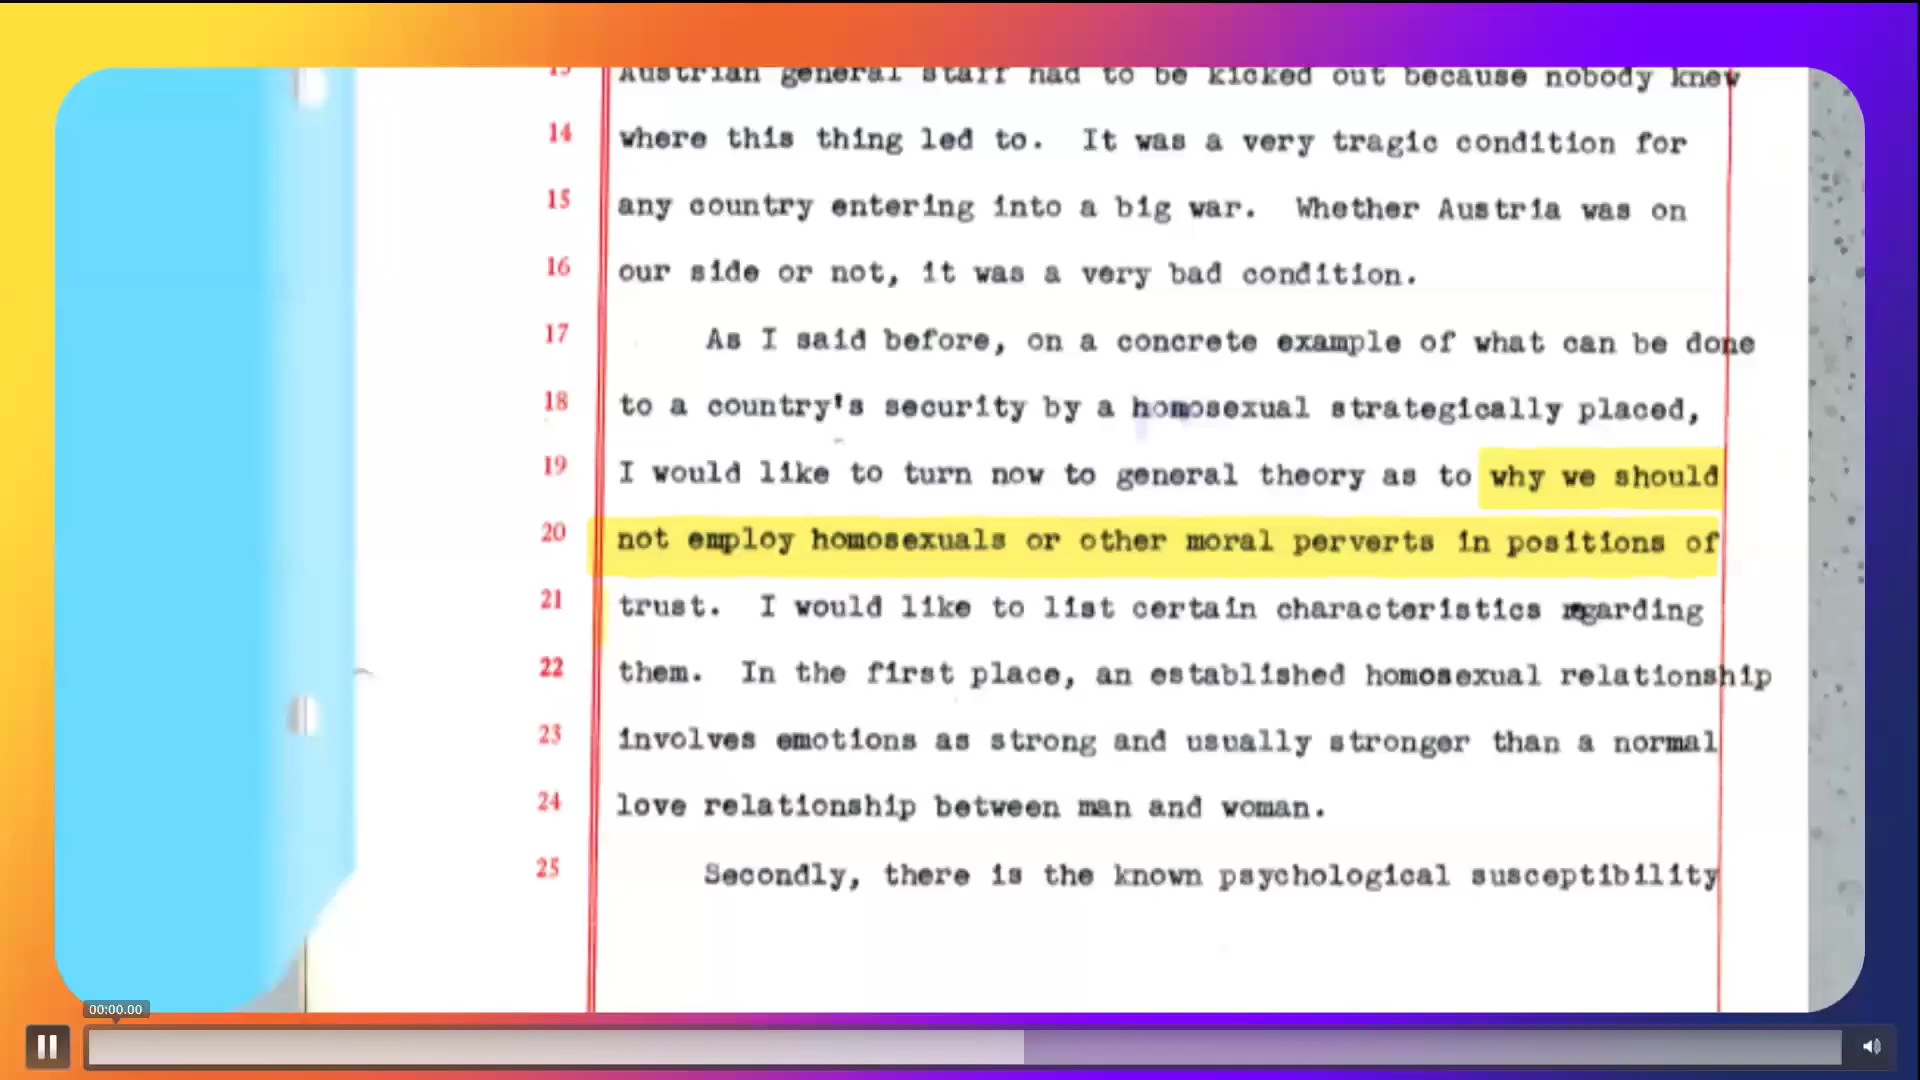 13 Austrian general staff had to be kicked out because nobody knew
14 where this thing led to. It was a very tragic condition for
15 any country entering into a big war. Whether Austria was on
16 our side or not, it was a very bad condition.
17 As I said before, on a concrete example of what can be done
18 to a country's security by a homosexual strategically placed,
19 I would like to turn now to general theory as to why we should
20 not employ homosexuals or other moral perverts in positions of
21 trust. I would like to list certain characteristics regarding
22 them. In the first place, an established homosexual relationship
23 involves emotions as strong and usually stronger than a normal
24 love relationship between man and woman.
25 Secondly, there is the known psychological susceptibility
00:00.00